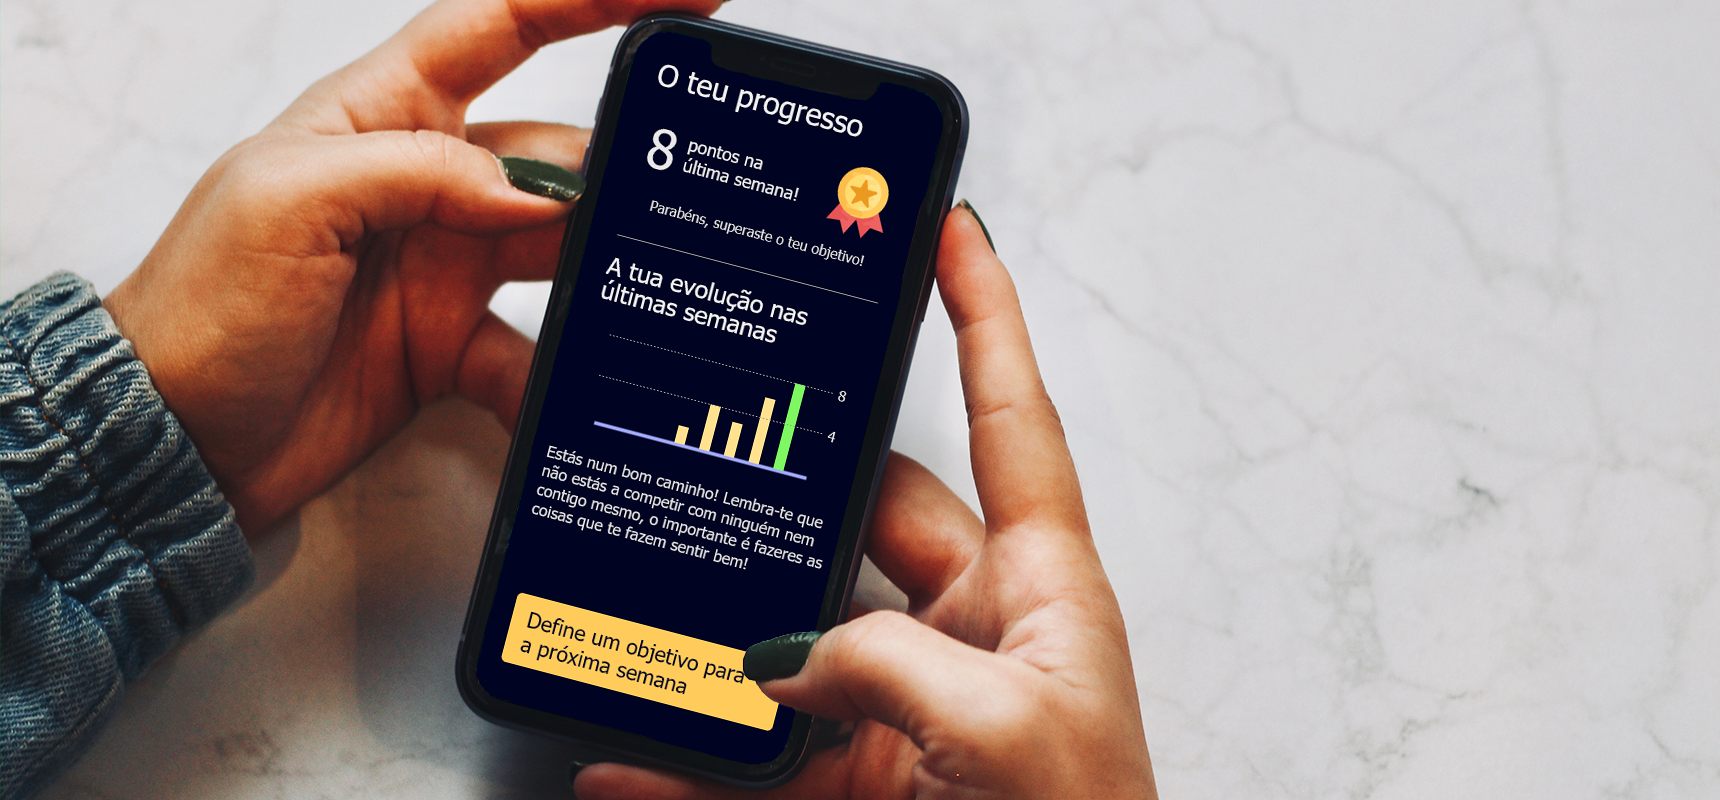 O teu progresso
8 pontos na
última semana!
Parabéns, superaste o teu objetivo!
A tua evolução nas
últimas semanas
8
4
Estás num bom caminho! Lembra-te que
não estás a competir com ninguém nem
contigo mesmo, o importante é fazeres as
coisas que te fazem sentir bem!
Define um objetivo para
a próxima semana